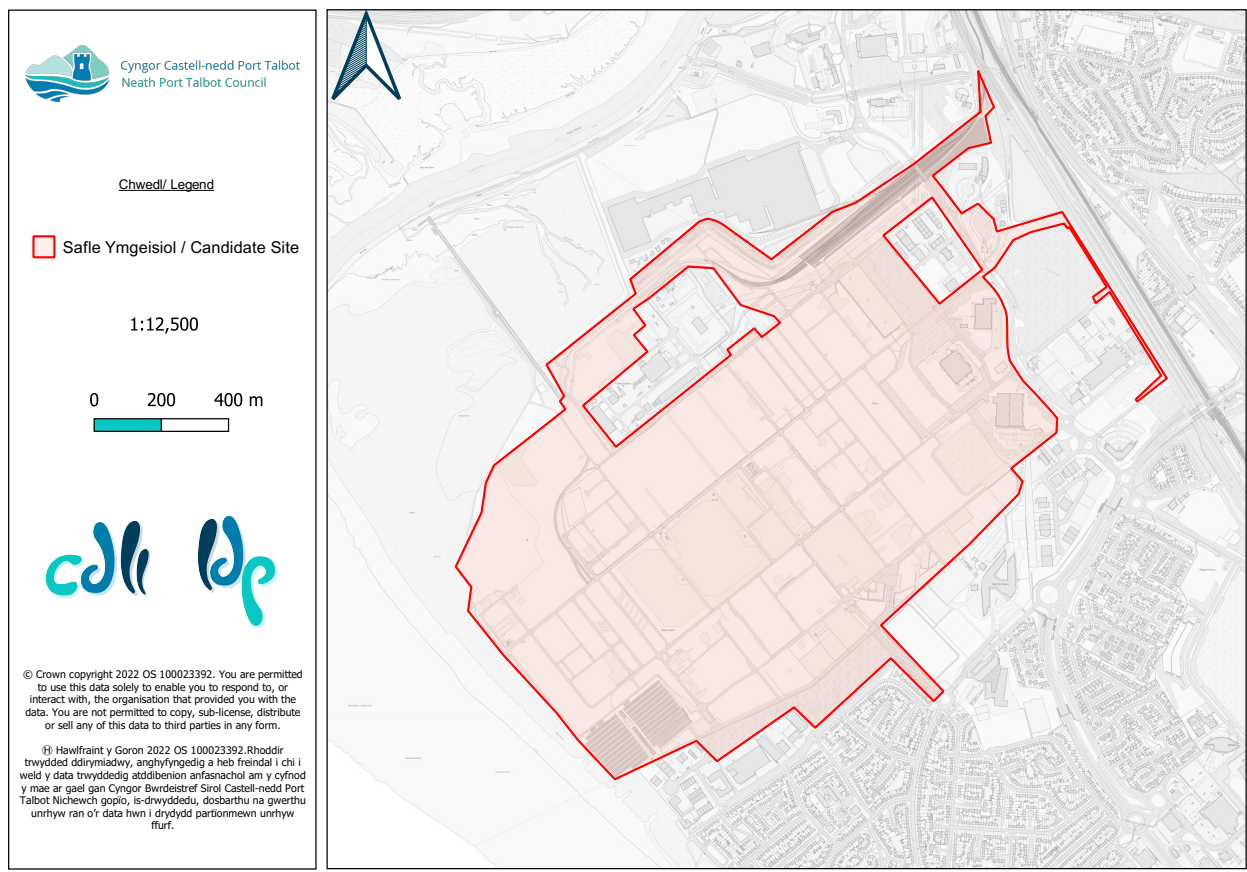 Cyngor Castell-nedd Port Talbot
Neath Port Talbot Council
Chwedl/ Legend
Safle Ymgeisiol / Candidate Site
1:12,500
0 200 400 m
cdll ldp
© Crown copyright 2022 OS 100023392. You are permitted
to use this data solely to enable you to respond to, or
interact with, the organisation that provided you with the
data. You are not permitted to copy, sub-license, distribute
or sell any of this data to third parties in any form.
Ⓗ Hawlfraint y Goron 2022 OS 100023392.Rhoddir
trwydded ddirymiadwy, anghyfyngedig a heb freindal i chi i
weld y data trwyddedig atddibenion anfasnachol am y cyfnod
y mae ar gael gan Cyngor Bwrdeistref Sirol Castell-nedd Port
Talbot Nichewch gopïo, is-drwyddedu, dosbarthu na gwerthu
unrhyw ran o'r data hwn i drydydd partïonmewn unrhyw
ffurf.